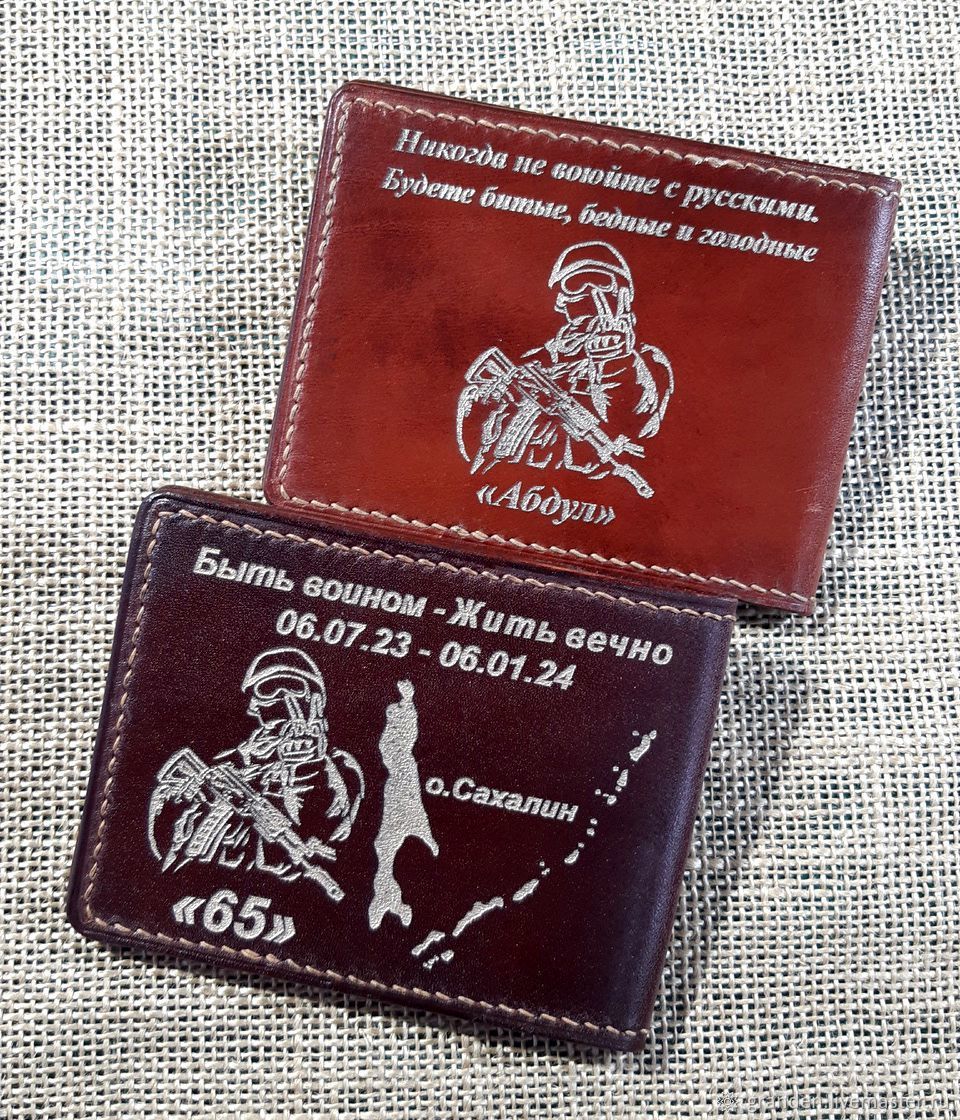 Никогда не воюйте с русскими.
Будете битые, бедные и голодные
«Абдул»
Быть воином - Жить вечно
06.07.23 - 06.01.24
о.Сахалин
«65»